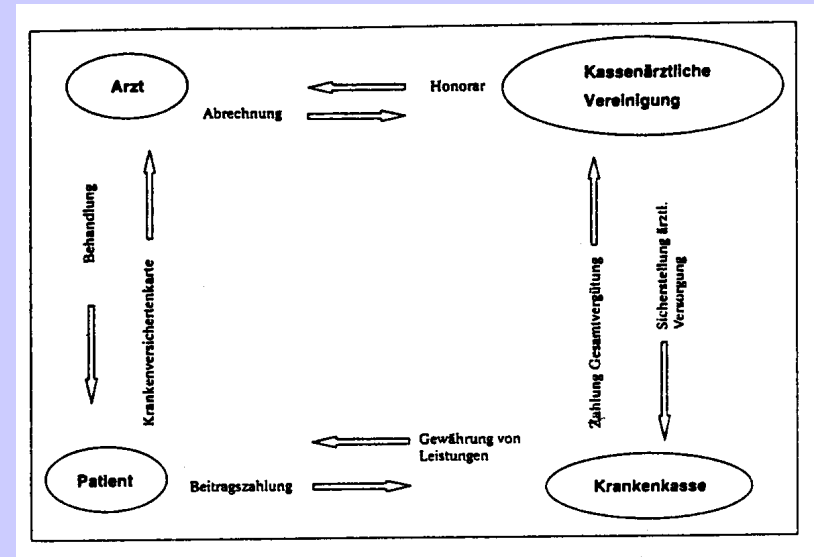 Arzt
Kassenärztliche
Vereinigung
Honorar
Abrechnung
Behandlung
Krankenversichertenkarte
Zahlung Gesamtvergütung
Sicherstellung ärztl.
Versorgung
Gewährung von
Leistungen
Patient
Beitragszahlung
Krankenkasse